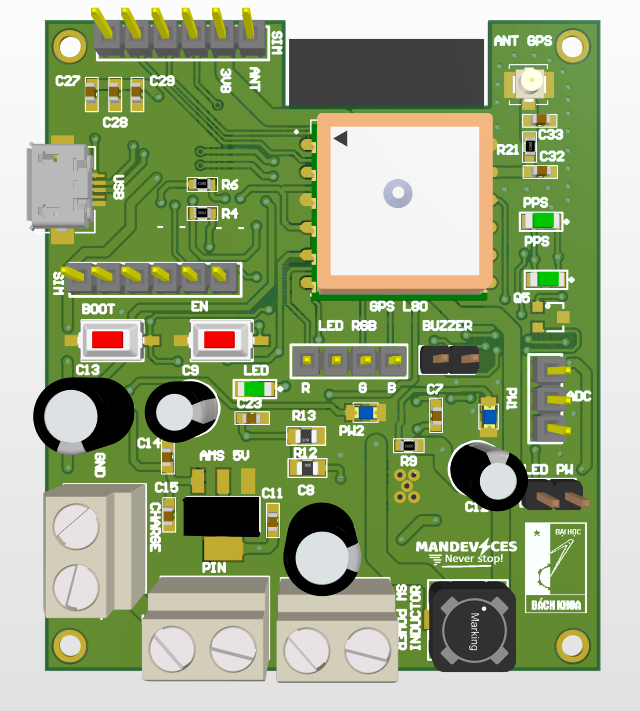 SIM
3V8
ANT
ANT GPS
C27
C29
C28
C33
R21
C32
USB
R6
R4
PPS
PPS
SIM
Q5
BOOT
EN
GPS L80
LED RGB
BUZZER
C13
C9
LED
R
G
B
C23
C7
PW1
ADC
R13
PW2
C14
R12
R9
GND
AMS 5V
LED PW
C15
C11
C8
CHARGE
MANDEVICES
Never stop!
ĐẠI HỌC
BÁCH KHOA
PIN
SW POWER
INDUCTOR
Marking